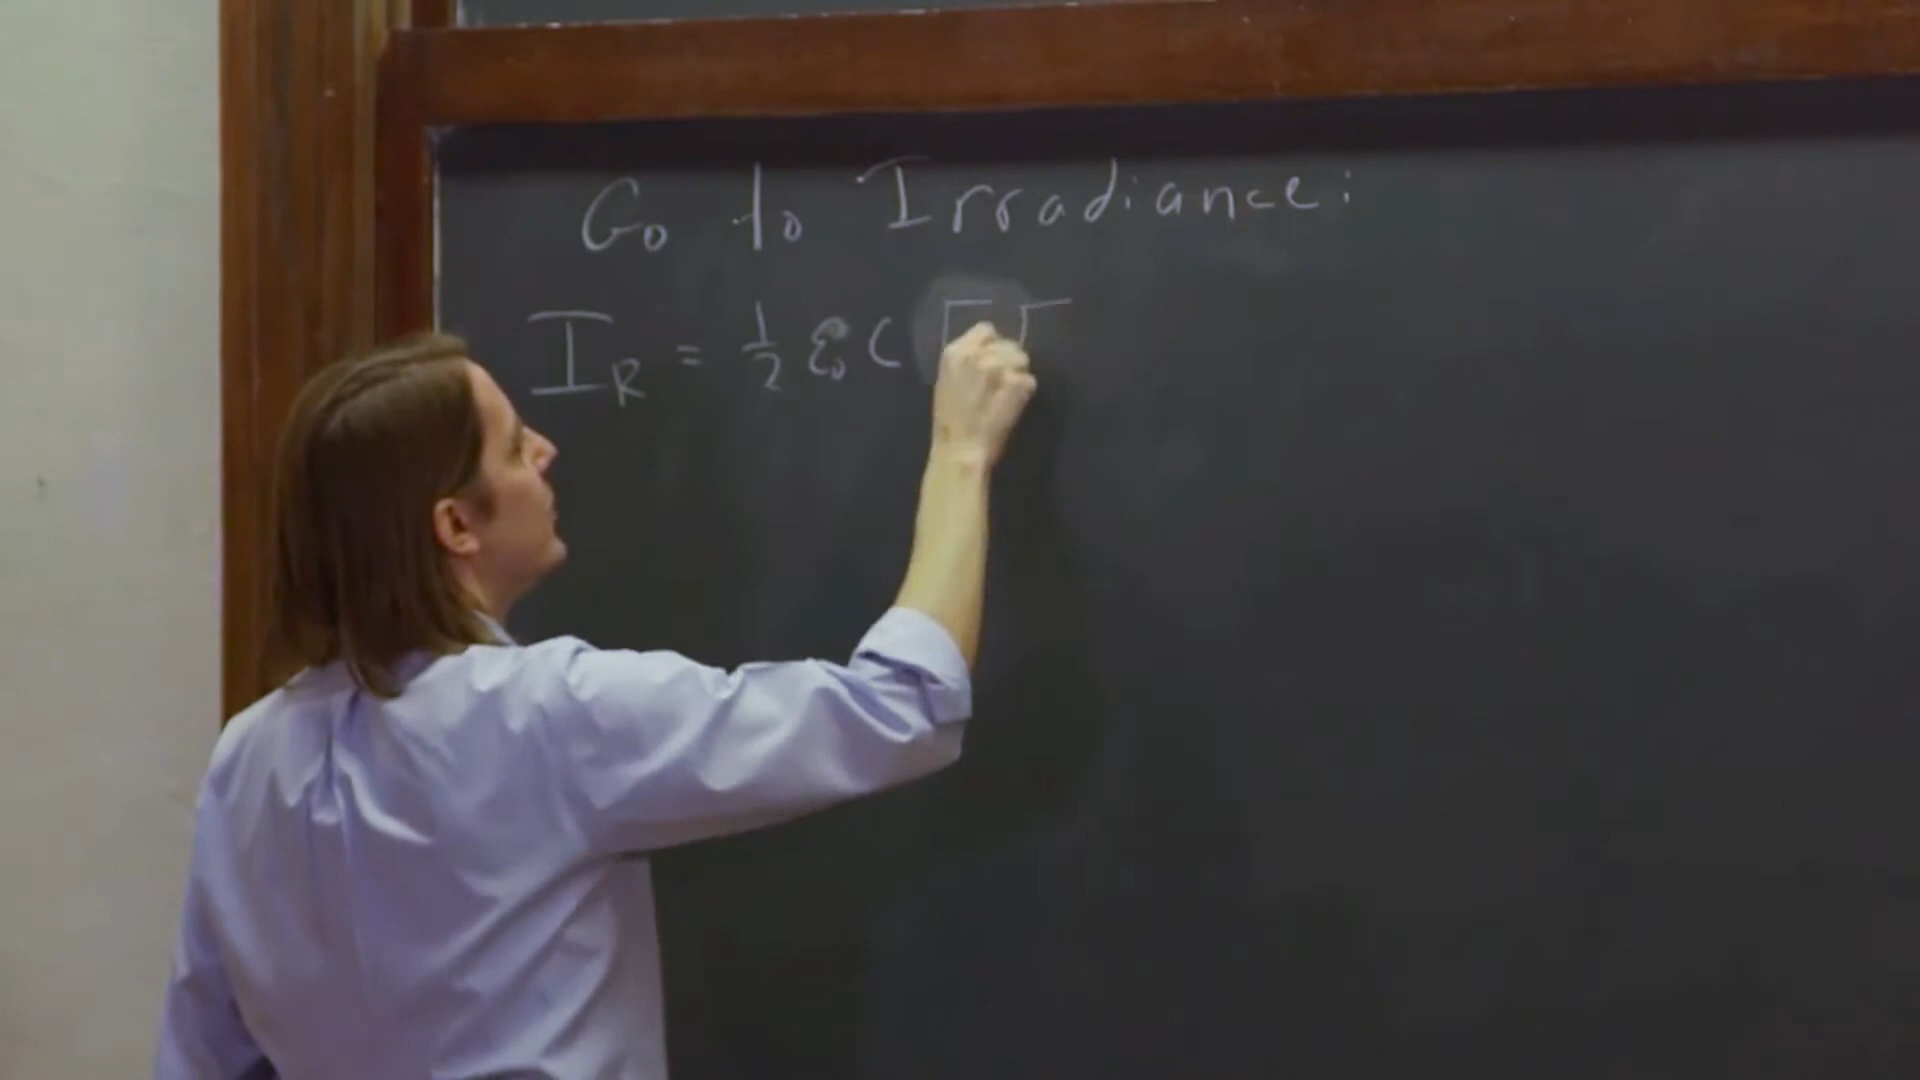 Go to Irradiance:
I_R = 1/2 ε₀ C